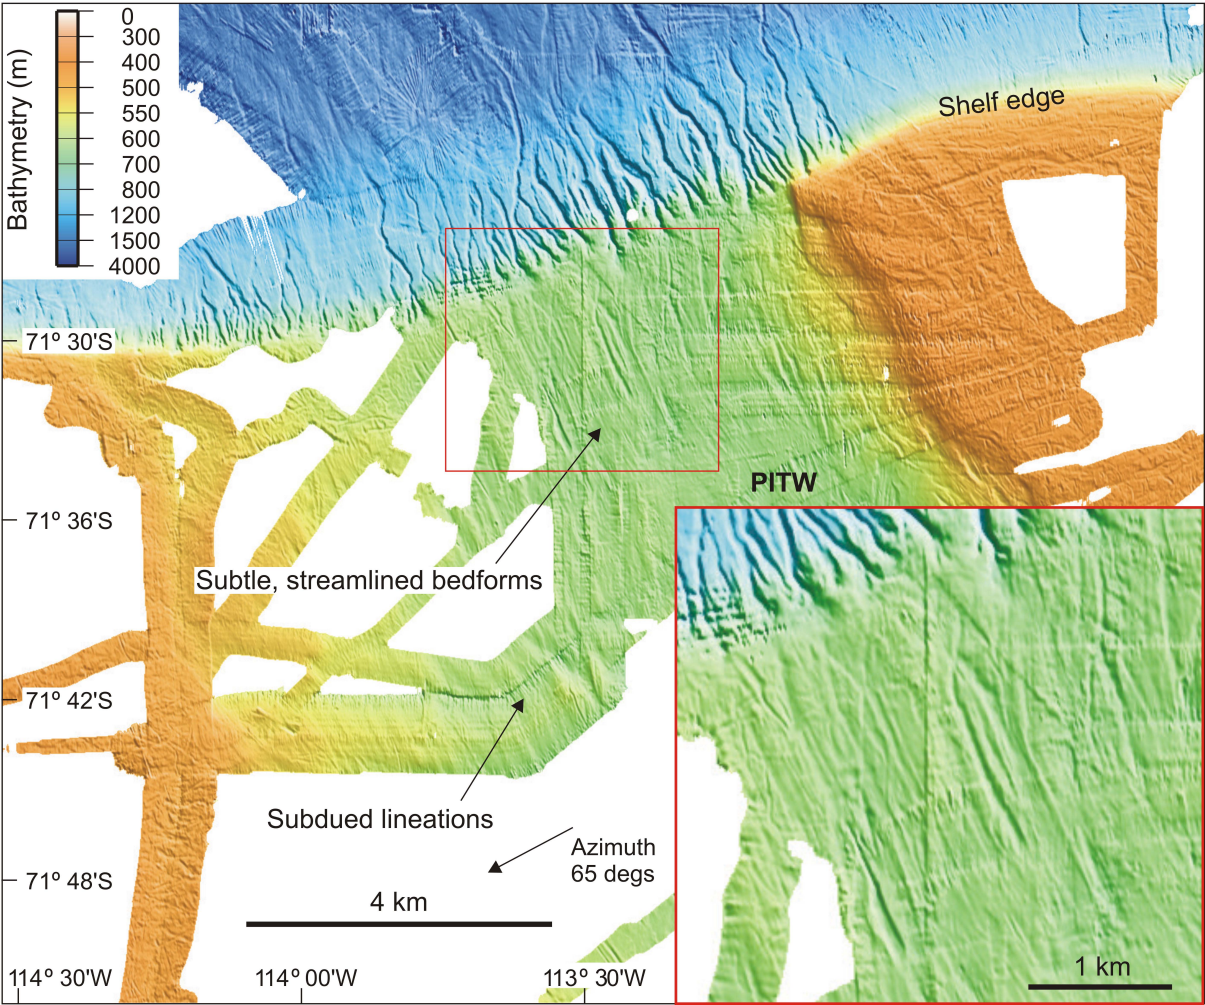 Bathymetry (m)
0
300
400
500
550
600
700
800
1200
1500
4000
Shelf edge
71° 30'S
PITW
71° 36'S
Subtle, streamlined bedforms
71° 42'S
Subdued lineations
Azimuth
65 degs
71° 48'S
4 km
1 km
114° 30'W
114° 00'W
113° 30'W